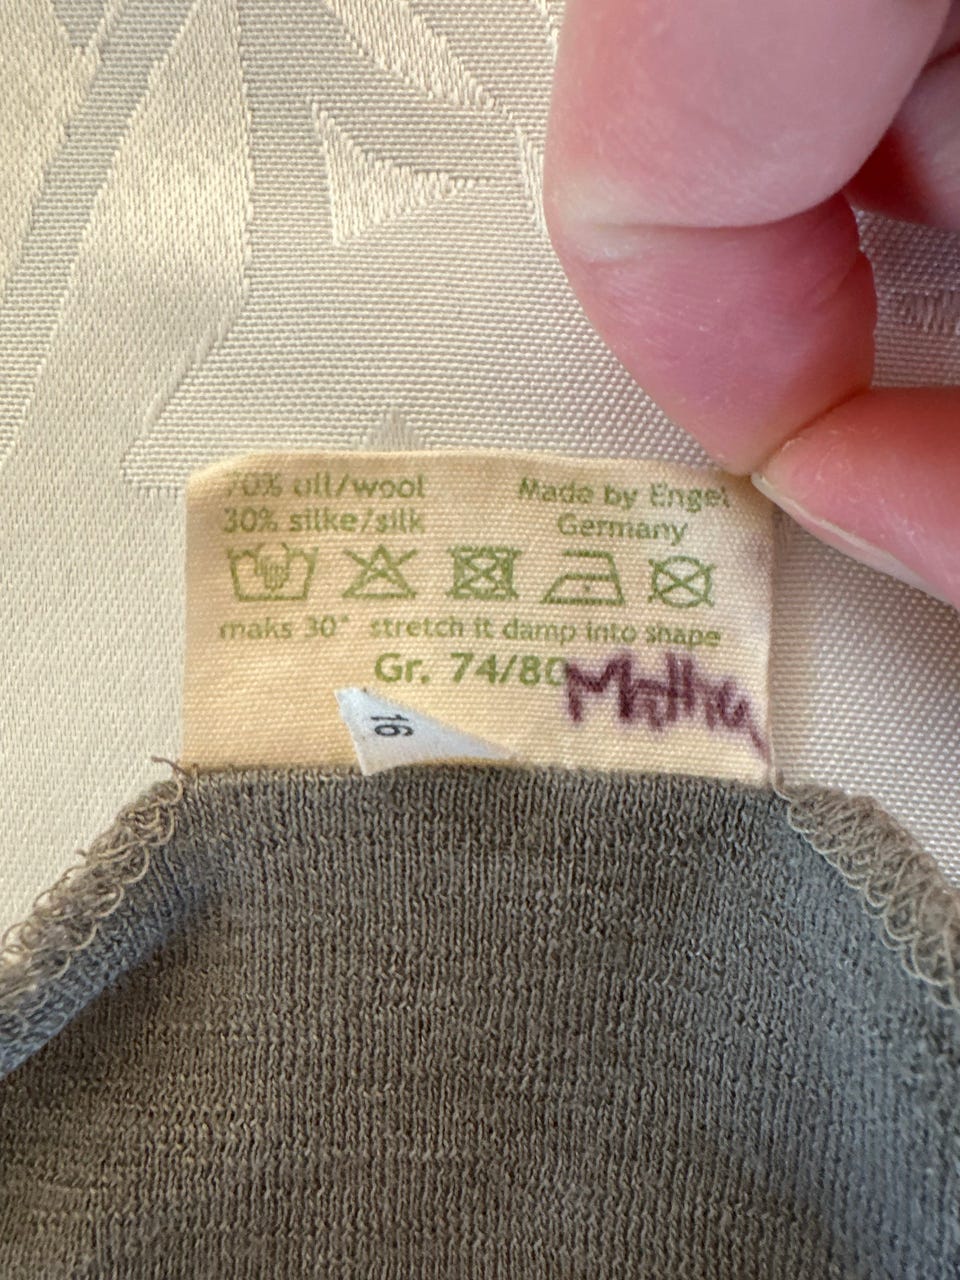 70% ull/wool
30% silke/silk
Made by Engel
Germany
maks 30° stretch it damp into shape
Gr. 74/80
16